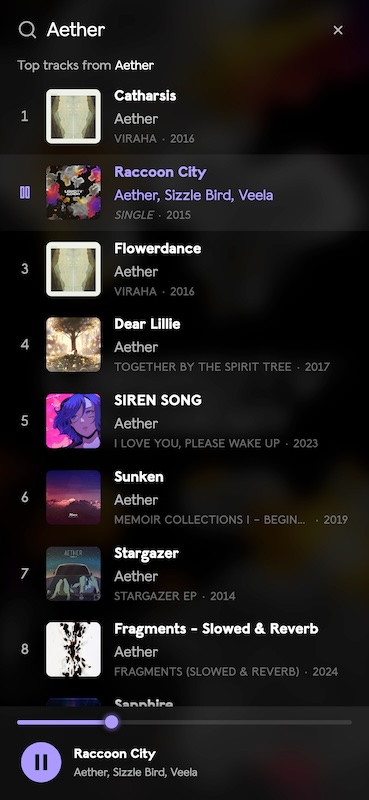 Aether
Top tracks from Aether
1
Catharsis
Aether
VIRAHA · 2016
Raccoon City
Aether, Sizzle Bird, Veela
SINGLE · 2015
3
Flowerdance
Aether
VIRAHA · 2016
4
Dear Lillie
Aether
TOGETHER BY THE SPIRIT TREE · 2017
5
SIREN SONG
Aether
I LOVE YOU, PLEASE WAKE UP · 2023
6
Sunken
Aether
MEMOIR COLLECTIONS I – BEGIN... · 2019
7
AETHER
Stargazer
Aether
STARGAZER EP · 2014
8
Fragments - Slowed & Reverb
Aether
FRAGMENTS (SLOWED & REVERB) · 2024
Sapphire
Raccoon City
Aether, Sizzle Bird, Veela